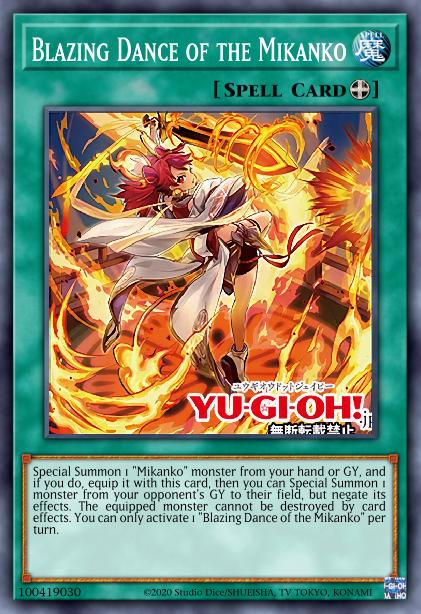 BLAZING DANCE OF THE MIKANKO
SPELL
魔
[SPELL CARD]
ユウギオウドットジェイピー
YU-GI-OH!
.jp
無断転載禁止
Special Summon 1 "Mikanko" monster from your hand or GY, and
if you do, equip it with this card, then you can Special Summon 1
monster from your opponent's GY to their field, but negate its
effects. The equipped monster cannot be destroyed by card
effects. You can only activate 1 "Blazing Dance of the Mikanko" per
turn.
100419030
©2020 Studio Dice/SHUEISHA, TV TOKYO, KONAMI